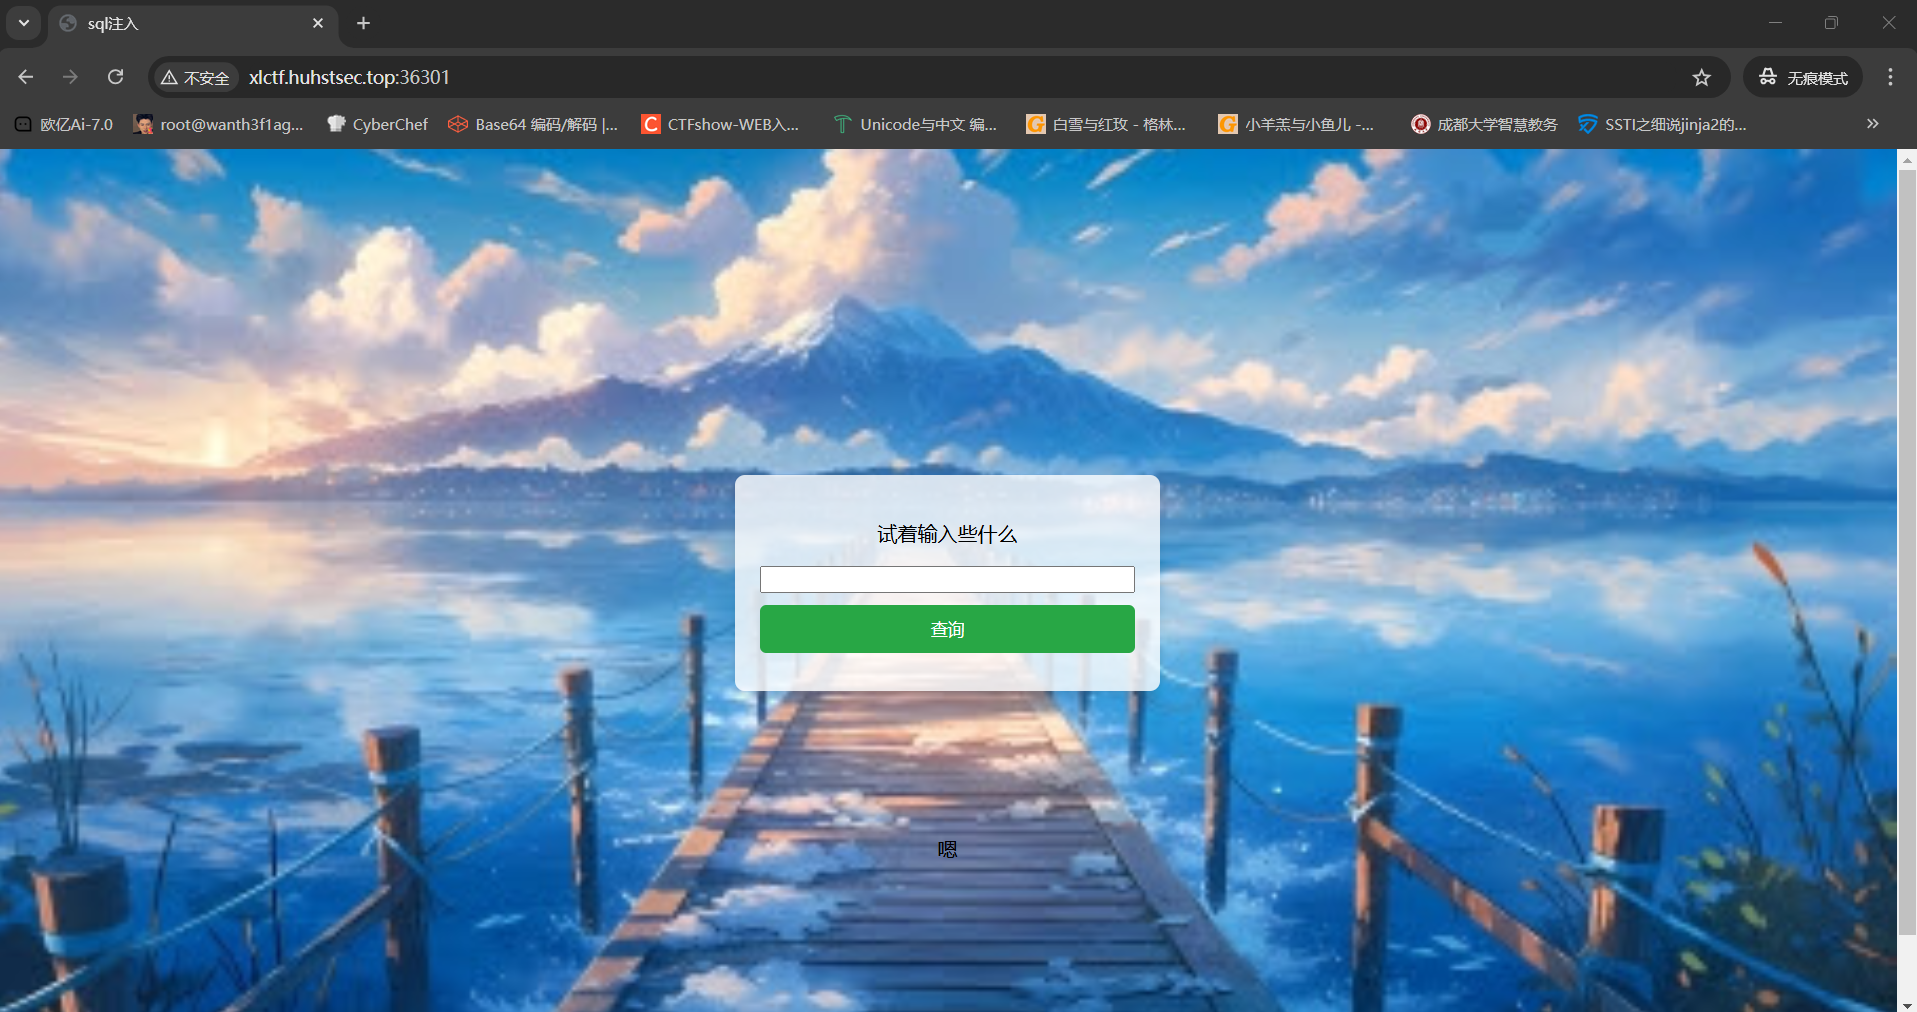 sql注入
不安全
xlctf.huhstsec.top:36301
无痕模式
欧亿Ai-7.0
root@wanth3f1ag...
CyberChef
Base64 编码/解码 |...
CTFshow-WEB入...
Unicode与中文 编...
白雪与红玫 - 格林...
小羊羔与小鱼儿 -...
成都大学智慧教务
SSTI之细说jinja2的...
试着输入些什么
查询
嗯